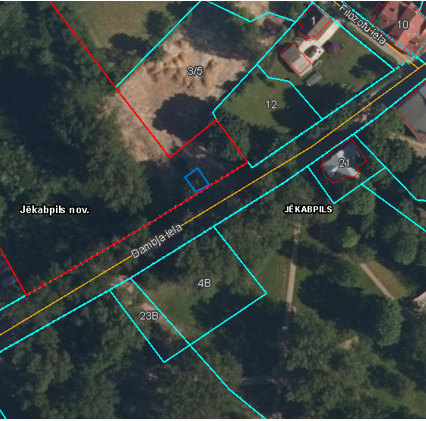 1
Filozofu iela
10
3/5
12
21
Jēkabpils nov.
JĒKABPILS
Dambja iela
4B
23B